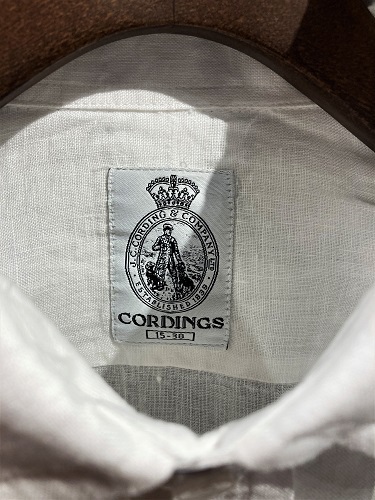 J.C. CORDING & COMPANY LTD
ESTABLISHED 1839
CORDINGS
15-38